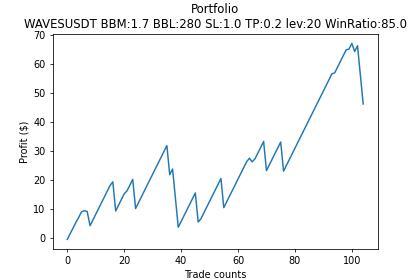 Portfolio
WAVESUSDT BBM:1.7 BBL:280 SL:1.0 TP:0.2 lev:20 WinRatio:85.0
70
60
50
40
30
20
10
0
Profit ($)
0 20 40 60 80 100
Trade counts